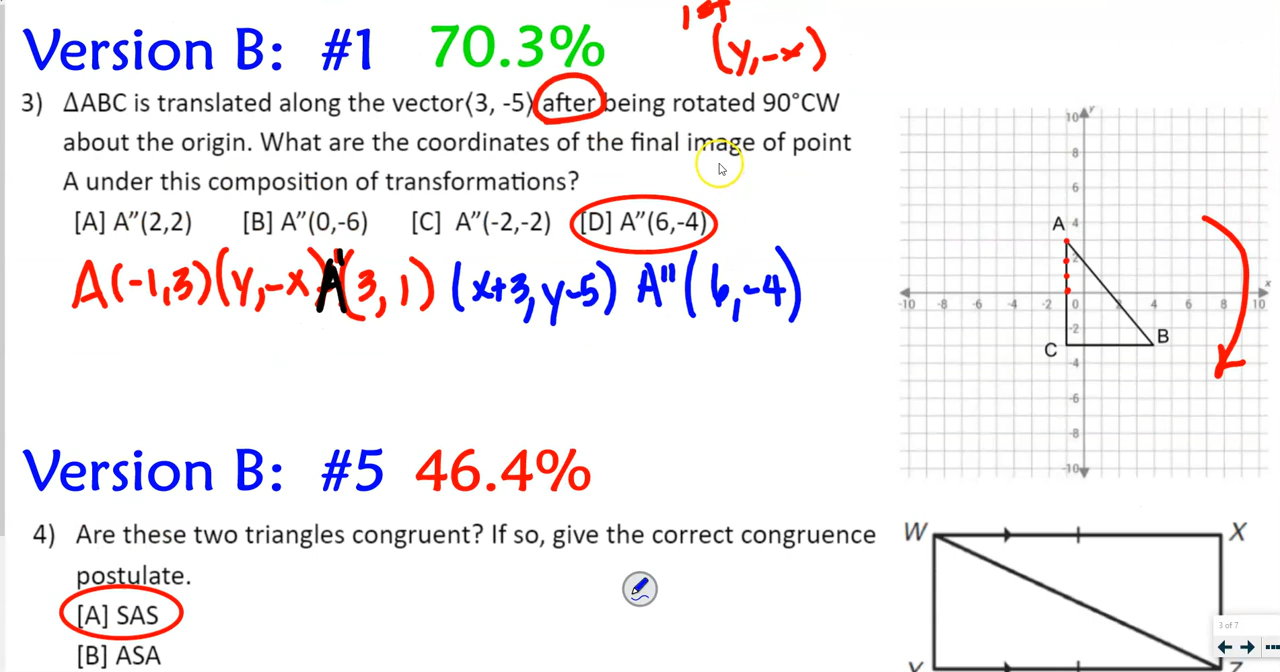 1st
Version B: #1 70.3% (y,-x)
3) ΔABC is translated along the vector⟨3, -5⟩ after being rotated 90°CW
about the origin. What are the coordinates of the final image of point
A under this composition of transformations?
[A] A”(2,2) [B] A”(0,-6) [C] A”(-2,-2) [D] A”(6,-4)
A(-1,3)(y,-x)A'(3,1) (x+3,y-5) A"(6,-4)
10 y
8
6
A 4
2
x
-10 -8 -6 -4 -2 0 2 4 6 8 10
-2
B
C
-4
-6
-8
-10
Version B: #5 46.4%
4) Are these two triangles congruent? If so, give the correct congruence
postulate.
[A] SAS
[B] ASA
W X
Y Z
3 of 7